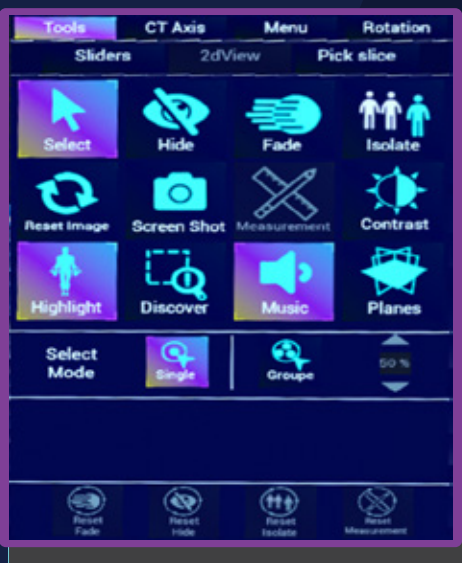 Tools CT Axis Menu Rotation
Sliders 2dView Pick slice
Select Hide Fade Isolate
Reset Image Screen Shot Measurement Contrast
Highlight Discover Music Planes
Select
Mode
Single Groupe 50 %
Reset Reset Reset Reset
Fade Hide Isolate Measurement